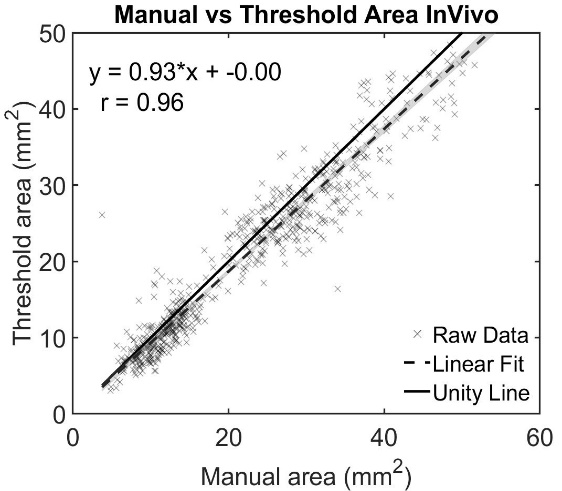 Manual vs Threshold Area InVivo
50
40
30
20
10
0
Threshold area (mm²)
y = 0.93*x + -0.00
r = 0.96
Raw Data
Linear Fit
Unity Line
0 20 40 60
Manual area (mm²)